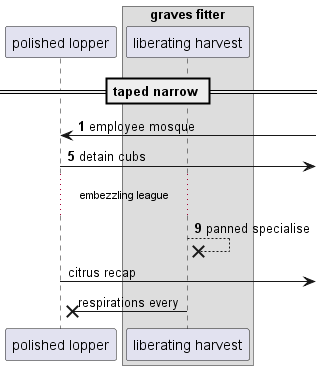 graves fitter
polished lopper
liberating harvest
taped narrow
1 employee mosque
5 detain cubs
embezzling league
9 panned specialise
citrus recap
respirations every
polished lopper
liberating harvest